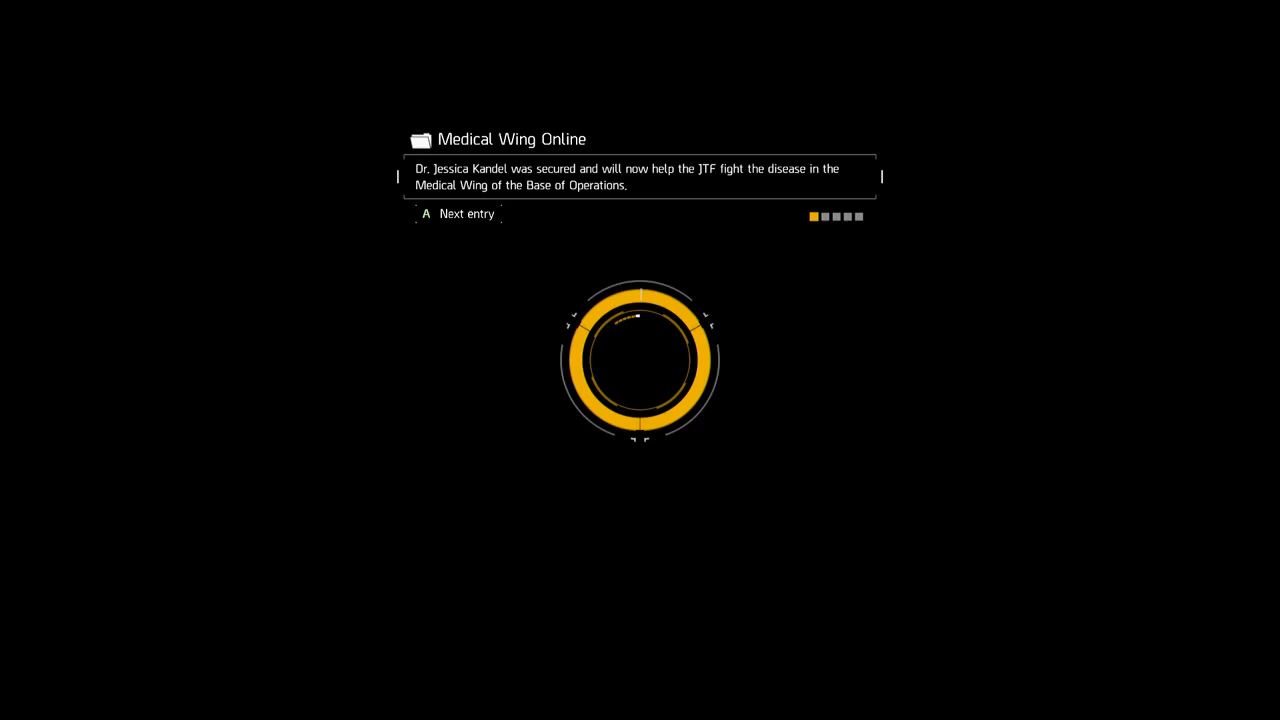 Medical Wing Online
Dr. Jessica Kandel was secured and will now help the JTF fight the disease in the
Medical Wing of the Base of Operations.
A Next entry